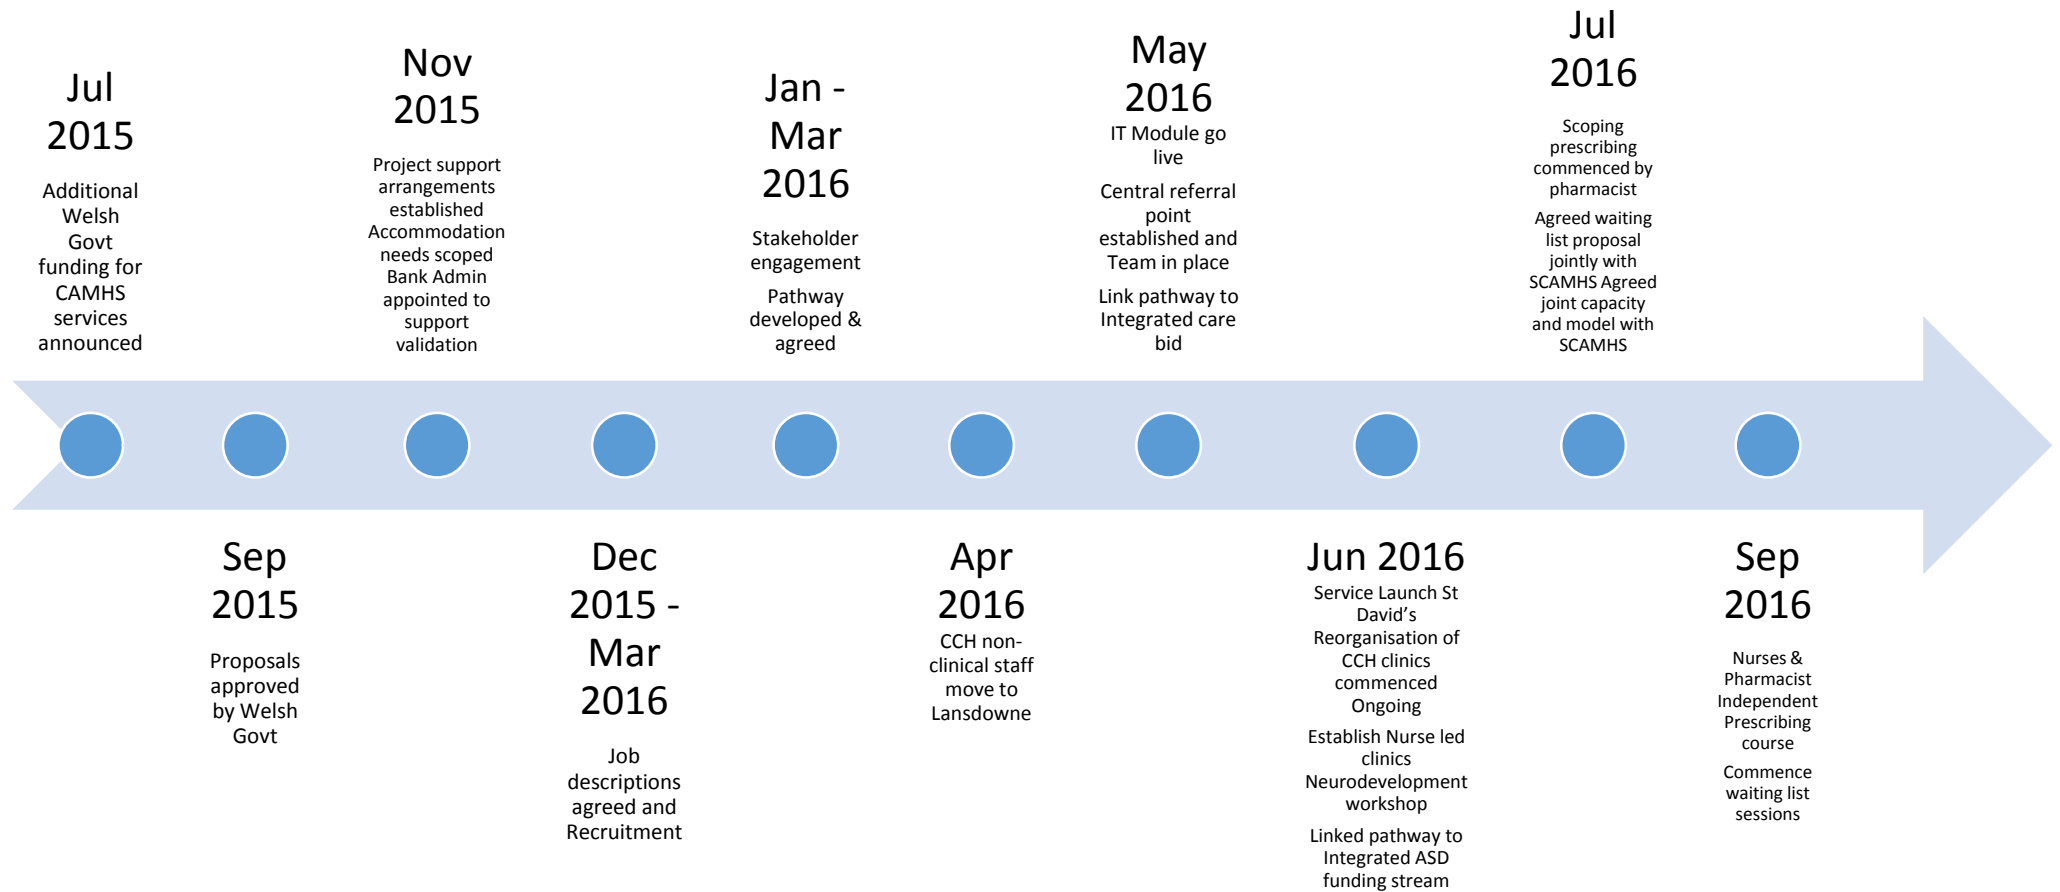 Jul
2015
Additional
Welsh
Govt
funding for
CAMHS
services
announced
Sep
2015
Proposals
approved
by Welsh
Govt
Nov
2015
Project support
arrangements
established
Accommodation
needs scoped
Bank Admin
appointed to
support
validation
Dec
2015 -
Mar
2016
Job
descriptions
agreed and
Recruitment
Jan -
Mar
2016
Stakeholder
engagement
Pathway
developed &
agreed
Apr
2016
CCH non-
clinical staff
move to
Lansdowne
May
2016
IT Module go
live
Central referral
point
established and
Team in place
Link pathway to
Integrated care
bid
Jun 2016
Service Launch St
David’s
Reorganisation of
CCH clinics
commenced
Ongoing
Establish Nurse led
clinics
Neurodevelopment
workshop
Linked pathway to
Integrated ASD
funding stream
Jul
2016
Scoping
prescribing
commenced by
pharmacist
Agreed waiting
list proposal
jointly with
SCAMHS Agreed
joint capacity
and model with
SCAMHS
Sep
2016
Nurses &
Pharmacist
Independent
Prescribing
course
Commence
waiting list
sessions